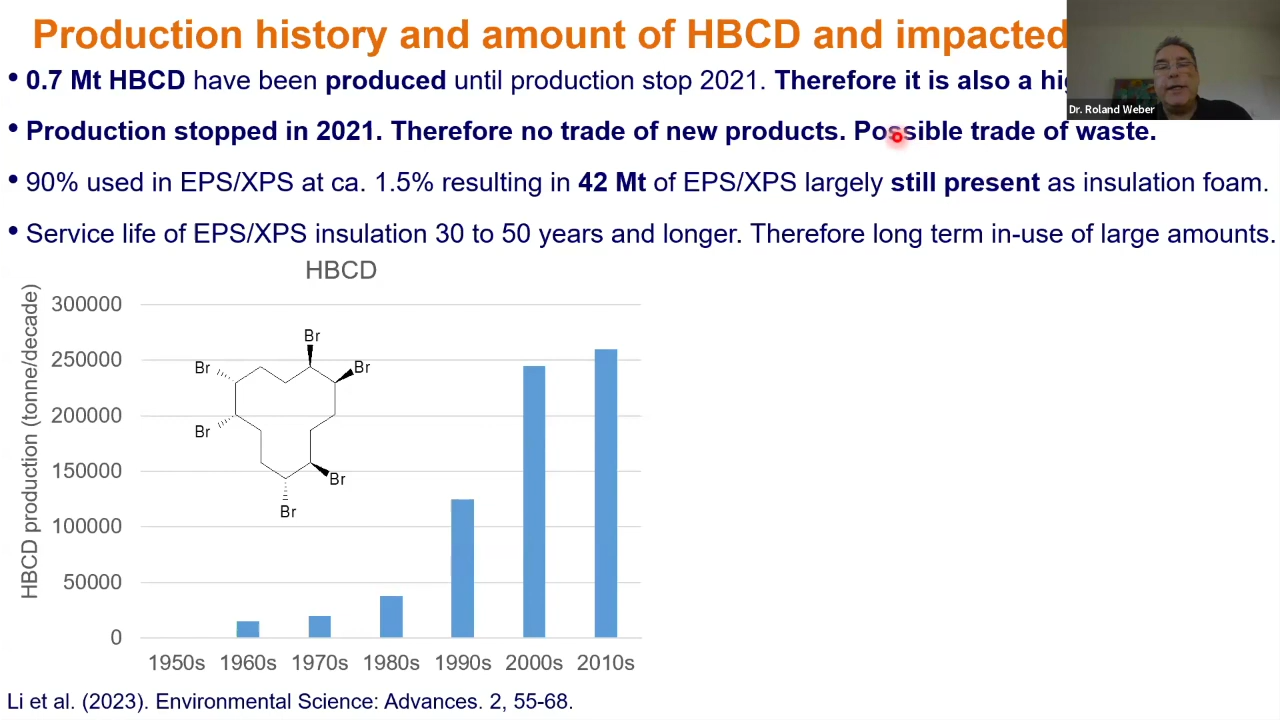 Production history and amount of HBCD and impacted
• 0.7 Mt HBCD have been produced until production stop 2021. Therefore it is also a
Dr. Roland Weber
• Production stopped in 2021. Therefore no trade of new products. Possible trade of waste.
• 90% used in EPS/XPS at ca. 1.5% resulting in 42 Mt of EPS/XPS largely still present as insulation foam.
• Service life of EPS/XPS insulation 30 to 50 years and longer. Therefore long term in-use of large amounts.
HBCD
HBCD production (tonne/decade)
300000
250000
200000
150000
100000
50000
0
Br
Br
Br
Br
Br
Br
1950s 1960s 1970s 1980s 1990s 2000s 2010s
Li et al. (2023). Environmental Science: Advances. 2, 55-68.